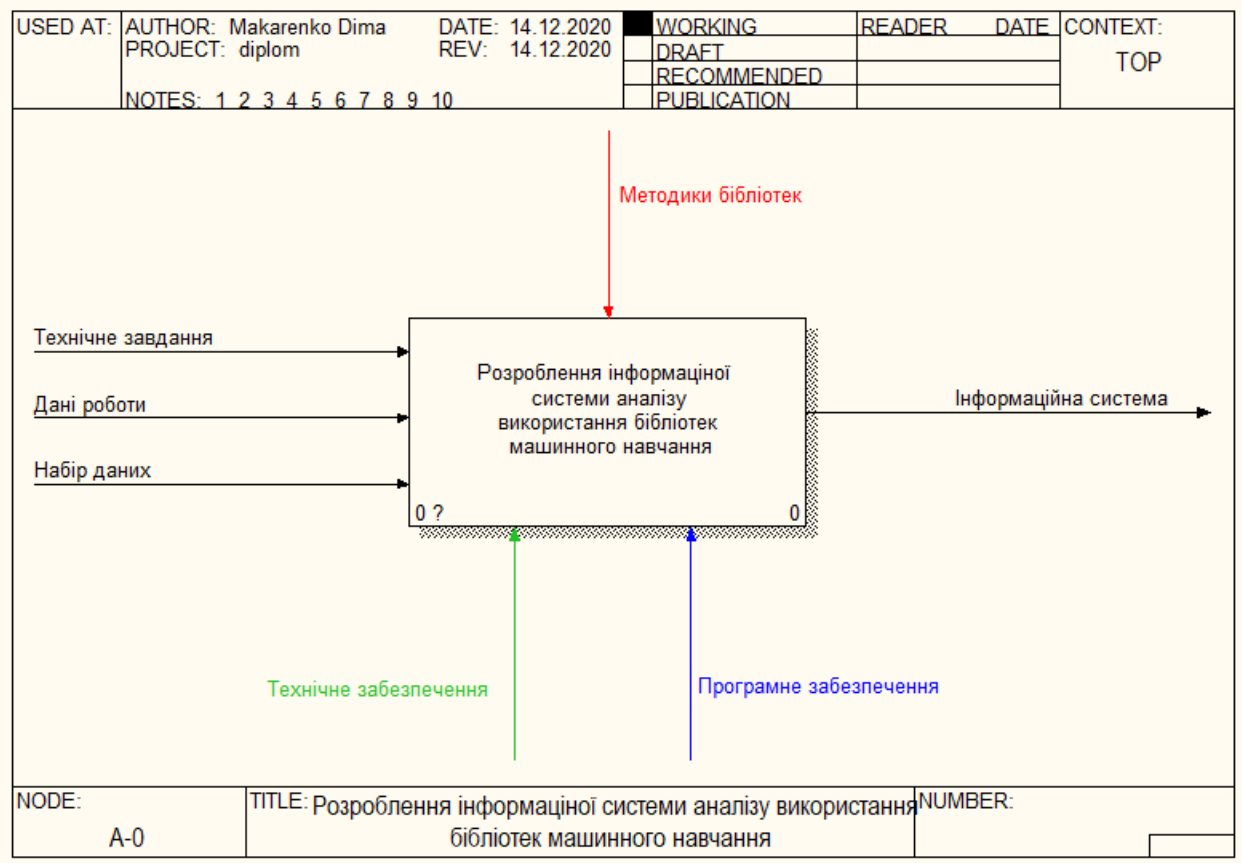 USED AT: AUTHOR: Makarenko Dima DATE: 14.12.2020 WORKING READER DATE CONTEXT:
PROJECT: diplom REV: 14.12.2020 DRAFT
TOP
RECOMMENDED
NOTES: 1 2 3 4 5 6 7 8 9 10 PUBLICATION
Методики бібліотек
Технічне завдання
Дані роботи
Набір даних
Розроблення інформаціної
системи аналізу
використання бібліотек
машинного навчання
0 ? 0
Інформаційна система
Технічне забезпечення
Програмне забезпечення
NODE:
A-0
TITLE: Розроблення інформаціної системи аналізу використання
бібліотек машинного навчання
NUMBER: